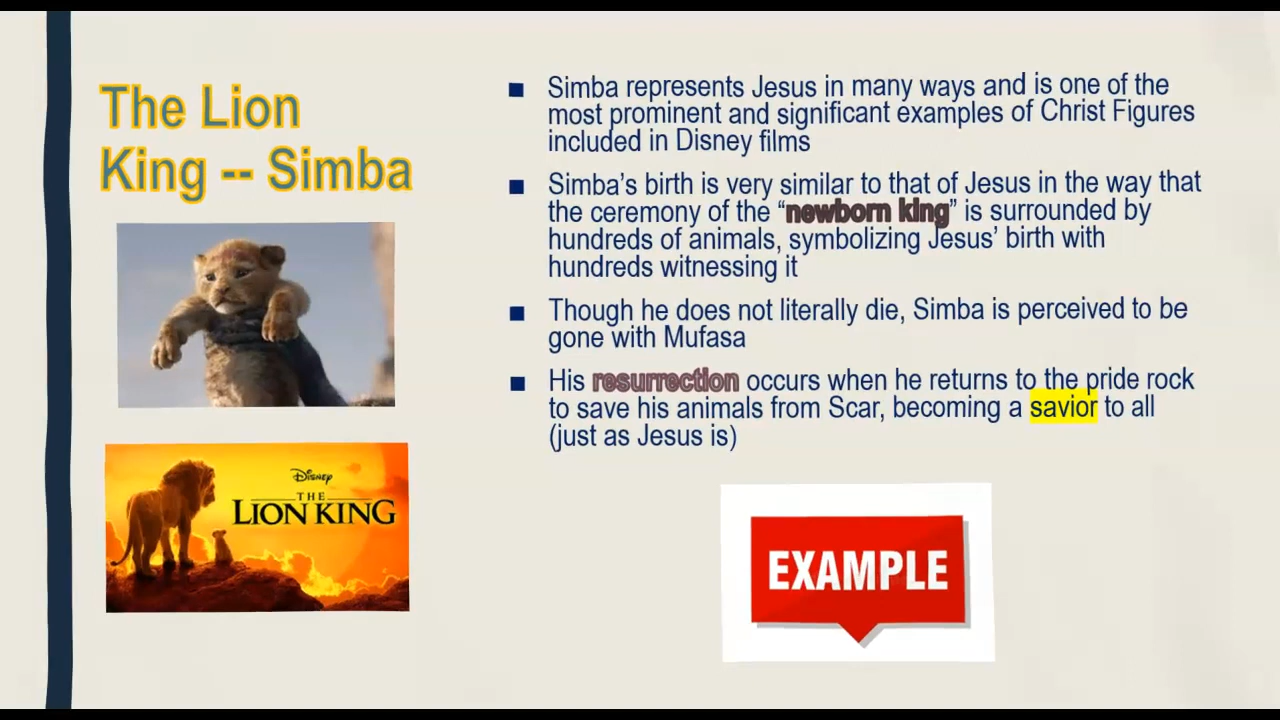 The Lion
King -- Simba
Simba represents Jesus in many ways and is one of the
most prominent and significant examples of Christ Figures
included in Disney films
Simba’s birth is very similar to that of Jesus in the way that
the ceremony of the “newborn king” is surrounded by
hundreds of animals, symbolizing Jesus’ birth with
hundreds witnessing it
Though he does not literally die, Simba is perceived to be
gone with Mufasa
His resurrection occurs when he returns to the pride rock
to save his animals from Scar, becoming a savior to all
(just as Jesus is)
Disney
THE
LION KING
EXAMPLE